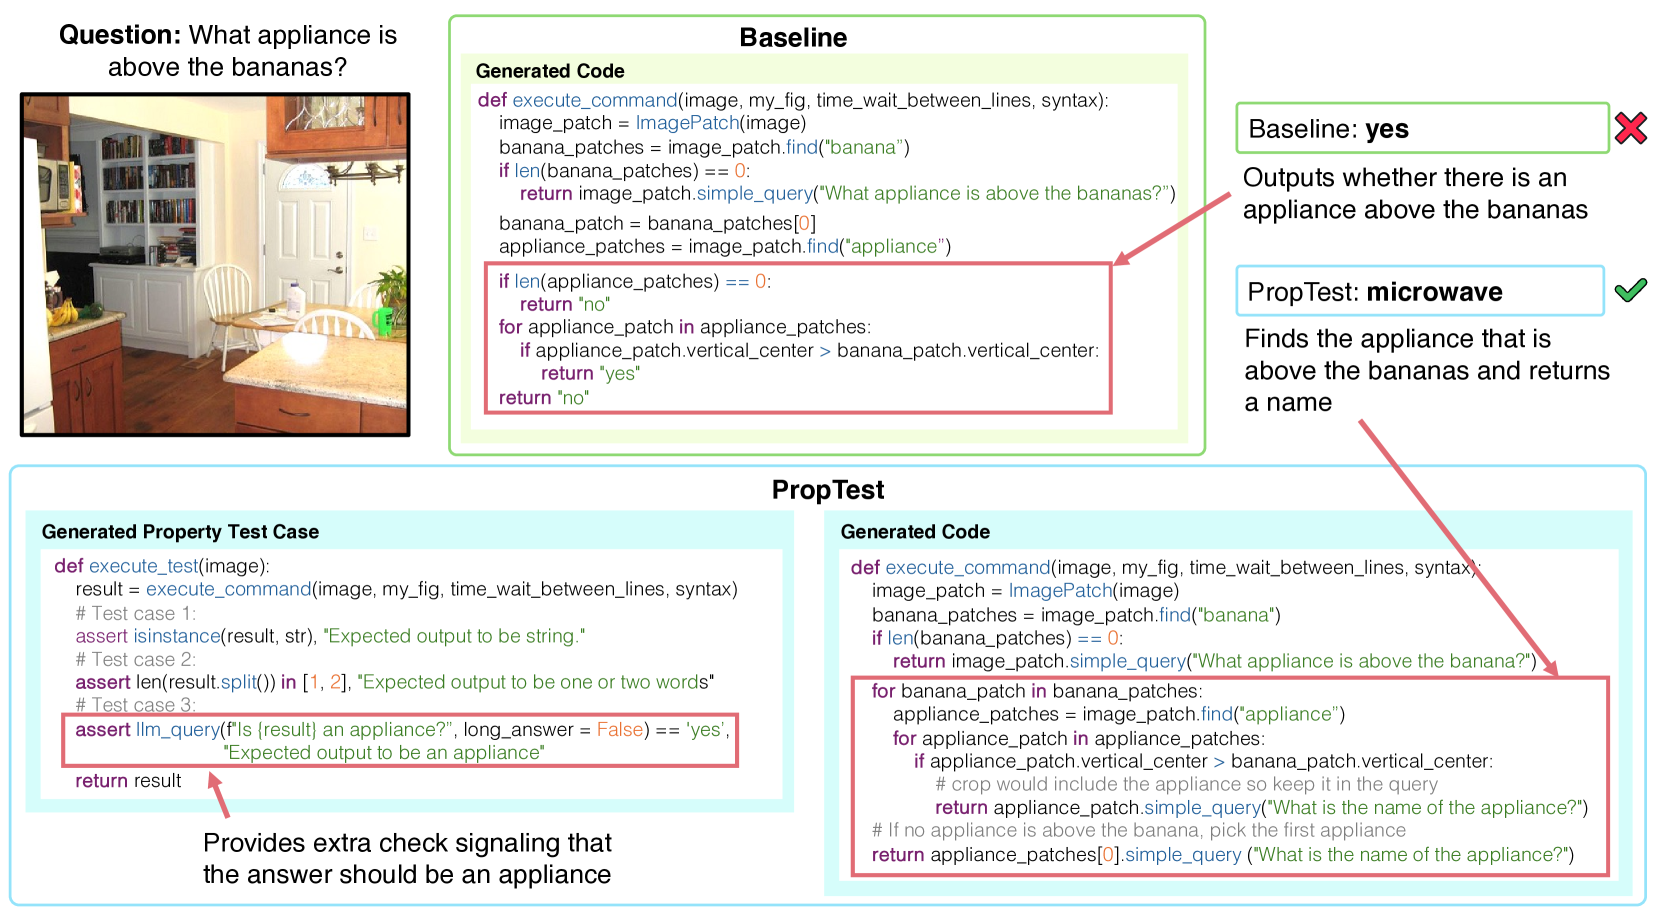 Question: What appliance is
above the bananas?
Baseline
Generated Code
def execute_command(image, my_fig, time_wait_between_lines, syntax):
image_patch = ImagePatch(image)
banana_patches = image_patch.find("banana”)
if len(banana_patches) == 0:
return image_patch.simple_query("What appliance is above the bananas?”)
banana_patch = banana_patches[0]
appliance_patches = image_patch.find("appliance”)
if len(appliance_patches) == 0:
return "no"
for appliance_patch in appliance_patches:
if appliance_patch.vertical_center > banana_patch.vertical_center:
return "yes"
return "no"
Baseline: yes
Outputs whether there is an
appliance above the bananas
PropTest: microwave
Finds the appliance that is
above the bananas and returns
a name
PropTest
Generated Property Test Case
def execute_test(image):
result = execute_command(image, my_fig, time_wait_between_lines, syntax)
# Test case 1:
assert isinstance(result, str), "Expected output to be string."
# Test case 2:
assert len(result.split()) in [1, 2], "Expected output to be one or two words"
# Test case 3:
assert llm_query(f"Is {result} an appliance?”, long_answer = False) == 'yes’,
"Expected output to be an appliance"
return result
Provides extra check signaling that
the answer should be an appliance
Generated Code
def execute_command(image, my_fig, time_wait_between_lines, syntax):
image_patch = ImagePatch(image)
banana_patches = image_patch.find("banana")
if len(banana_patches) == 0:
return image_patch.simple_query("What appliance is above the banana?")
for banana_patch in banana_patches:
appliance_patches = image_patch.find("appliance”)
for appliance_patch in appliance_patches:
if appliance_patch.vertical_center > banana_patch.vertical_center:
# crop would include the appliance so keep it in the query
return appliance_patch.simple_query("What is the name of the appliance?")
# If no appliance is above the banana, pick the first appliance
return appliance_patches[0].simple_query ("What is the name of the appliance?")